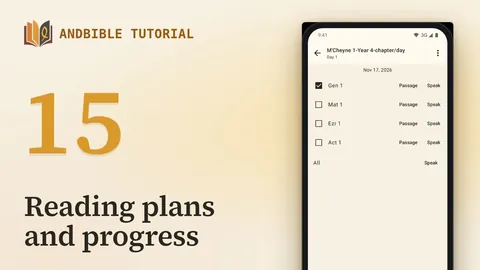 ANDBIBLE TUTORIAL
15
Reading plans
and progress
9:41
3G
M'Cheyne 1-Year 4-chapter/day
Day 1
Nov 17, 2026
Gen 1 Passage Speak
Mat 1 Passage Speak
Ezr 1 Passage Speak
Act 1 Passage Speak
All Speak